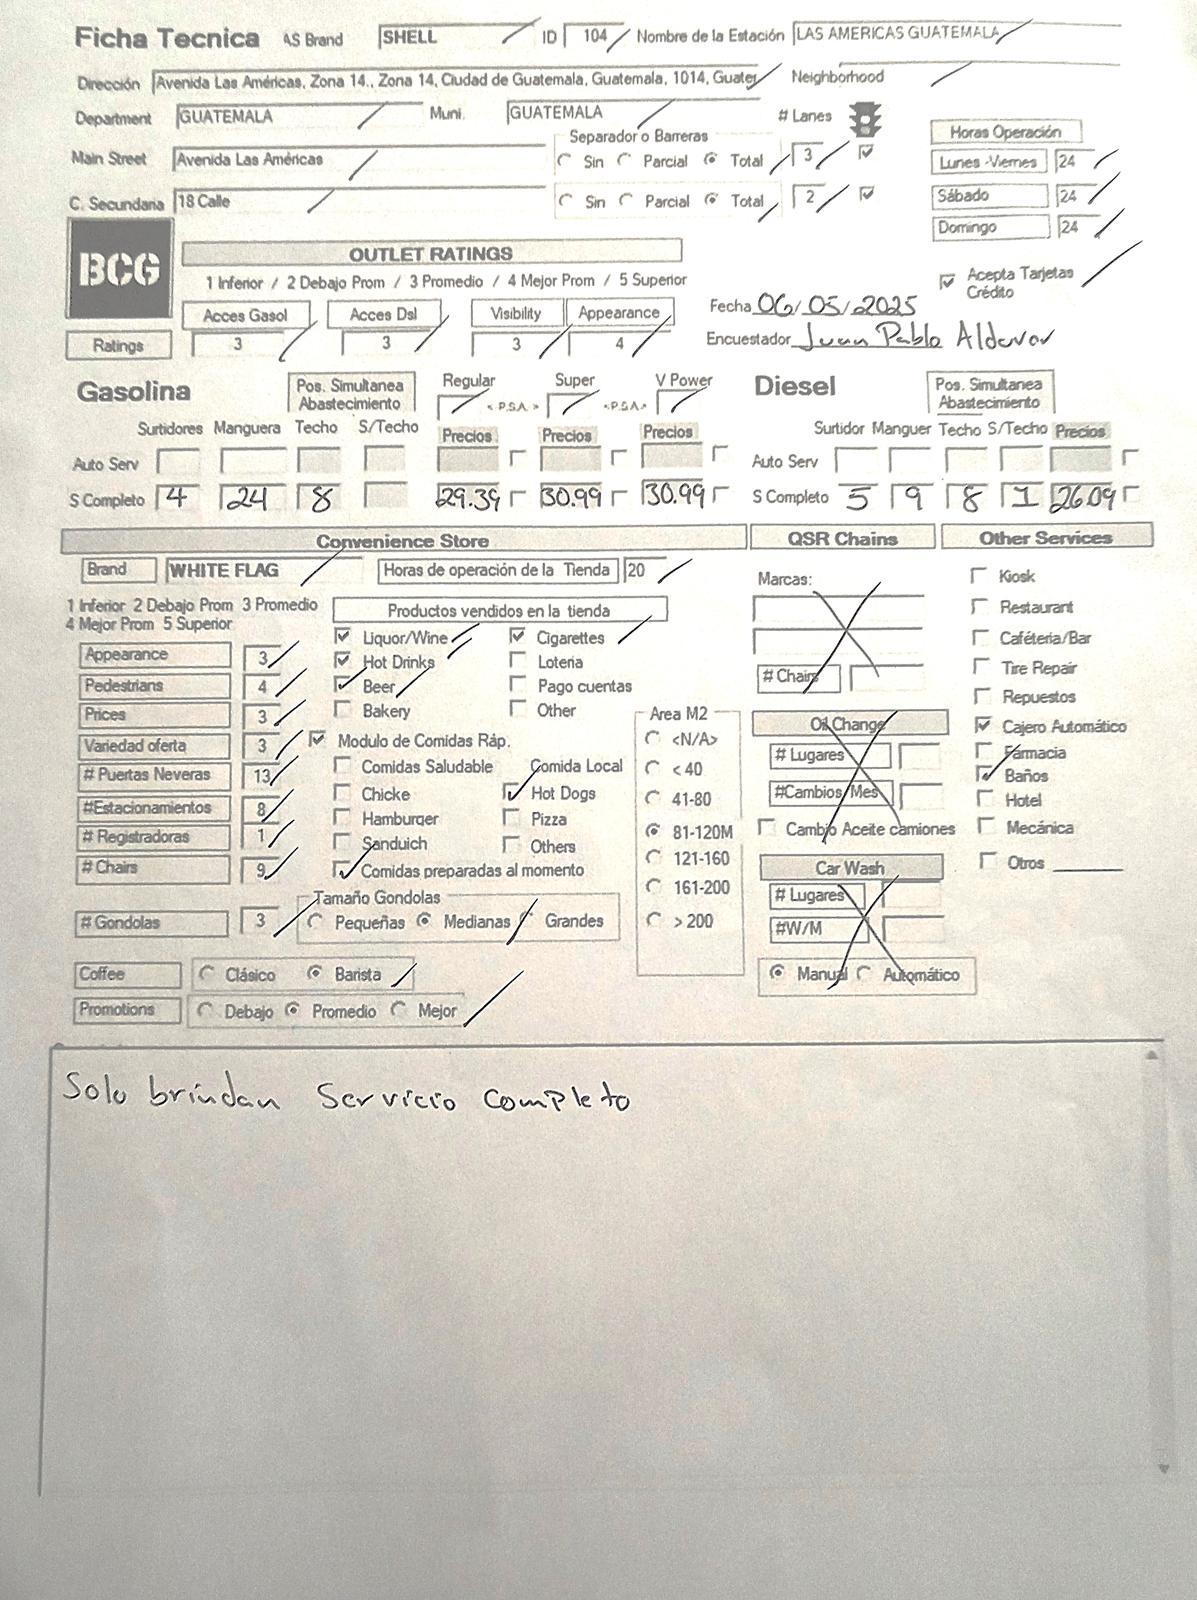 Ficha Tecnica AS Brand SHELL ID 104 Nombre de la Estación LAS AMERICAS GUATEMALA
Dirección Avenida Las Américas, Zona 14., Zona 14, Ciudad de Guatemala, Guatemala, 1014, Guater Neighborhood
Department GUATEMALA Muni. GUATEMALA # Lanes
Separador o Barreras Horas Operación
Main Street Avenida Las Américas Sin Parcial Total 3 Lunes -Viernes 24
C. Secundaria 18 Calle Sin Parcial Total 2 Sábado 24
Domingo 24
BCG
OUTLET RATINGS
1 Inferior / 2 Debajo Prom / 3 Promedio / 4 Mejor Prom / 5 Superior
Acepta Tarjetas Crédito
Acces Gasol Acces Dsl Visibility Appearance
Fecha 06/05/2025
Ratings 3 3 3 4
Encuestador Juan Pablo
Gasolina Pos. Simultanea Abastecimiento Regular < P.S.A > Super <P.S.A> V Power
Diesel Pos. Simultanea Abastecimiento
Surtidores Manguera Techo S/Techo Precios Precios Precios
Surtidor Manguer Techo S/Techo Precios
Auto Serv Auto Serv
S Completo 4 24 8 29.39 30.99 30.99
S Completo 5 9 8 1 26.09
Convenience Store QSR Chains Other Services
Brand WHITE FLAG Horas de operación de la Tienda 20
1 Inferior 2 Debajo Prom 3 Promedio
4 Mejor Prom 5 Superior
Appearance 3
Pedestrians 4
Prices 3
Variedad oferta 3
# Puertas Neveras 13
#Estacionamientos 8
# Registradoras 1
# Chairs 9
# Gondolas 3
Productos vendidos en la tienda
Liquor/Wine Cigarettes
Hot Drinks Loteria
Beer Pago cuentas
Bakery Other
Modulo de Comidas Ráp.
Comidas Saludable Comida Local
Chicke Hot Dogs
Hamburger Pizza
Sanduich Others
Comidas preparadas al momento
Tamaño Gondolas
Pequeñas Medianas Grandes
Coffee Clásico Barista
Promotions Debajo Promedio Mejor
Area M2
<N/A>
< 40
41-80
81-120M
121-160
161-200
> 200
Marcas:
# Chairs
Oil Change
# Lugares
#Cambios/Mes
Cambio Aceite camiones
Car Wash
# Lugares
#W/M
Manual Automático
Kiosk
Restaurant
Caféteria/Bar
Tire Repair
Repuestos
Cajero Automático
Farmacia
Baños
Hotel
Mecánica
Otros
Solo brindan Servicio completo